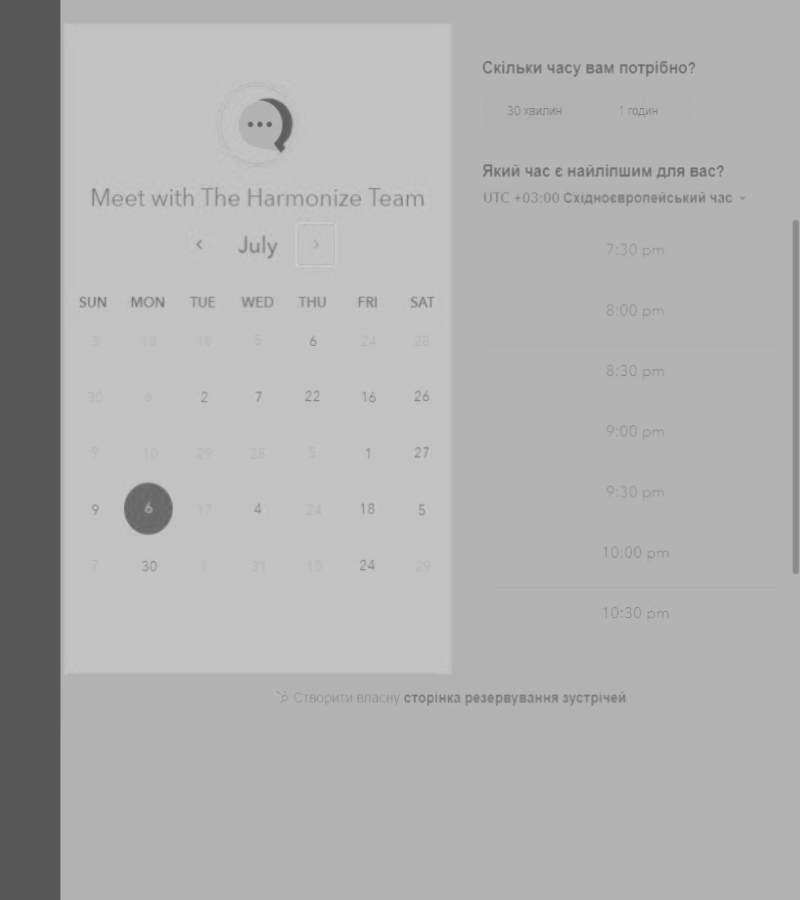 Meet with The Harmonize Team
July
SUN MON TUE WED THU FRI SAT
3 18 16 5 6 24 28
30 6 2 7 22 16 26
9 10 29 28 5 1 27
9 6 17 4 24 18 5
7 30 1 31 10 24 29
Скільки часу вам потрібно?
30 хвилин 1 годин
Який час є найліпшим для вас?
UTC +03:00 Східноєвропейський час
7:30 pm
8:00 pm
8:30 pm
9:00 pm
9:30 pm
10:00 pm
10:30 pm
Створити власну сторінка резервування зустрічей